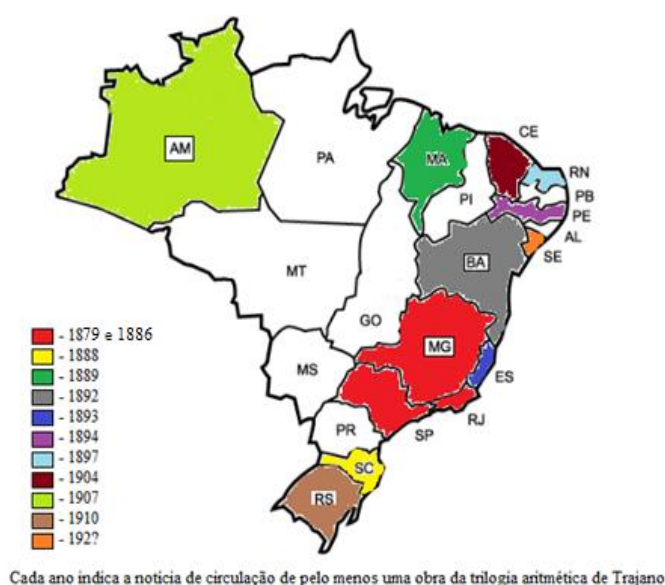 CE
AM
PA
MA
RN
PI
PB
PE
AL
SE
BA
MT
GO
MG
MS
ES
RJ
SP
PR
SC
RS
- 1879 e 1886
- 1888
- 1889
- 1892
- 1893
- 1894
- 1897
- 1904
- 1907
- 1910
- 192?
Cada ano indica a noticia de circulação de pelo menos uma obra da trilogia aritmética de Trajano